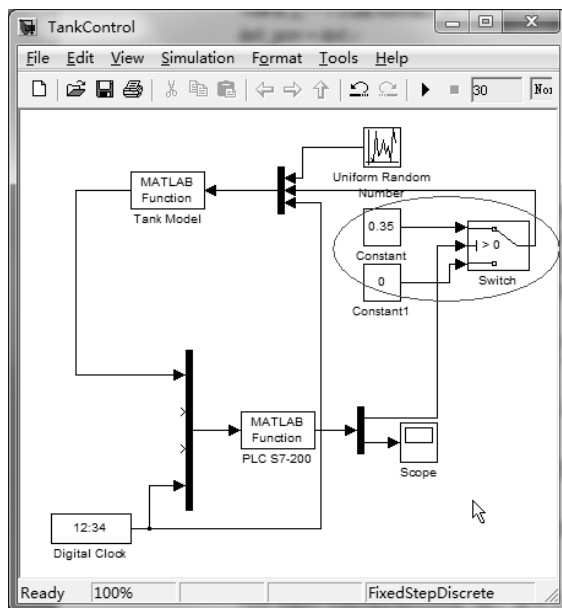 TankControl
File Edit View Simulation Format Tools Help
30
MATLAB
Function
Tank Model
Uniform Random
Number
0.35
Constant
> 0
Switch
0
Constant1
MATLAB
Function
PLC S7-200
Scope
12:34
Digital Clock
Ready 100% FixedStepDiscrete